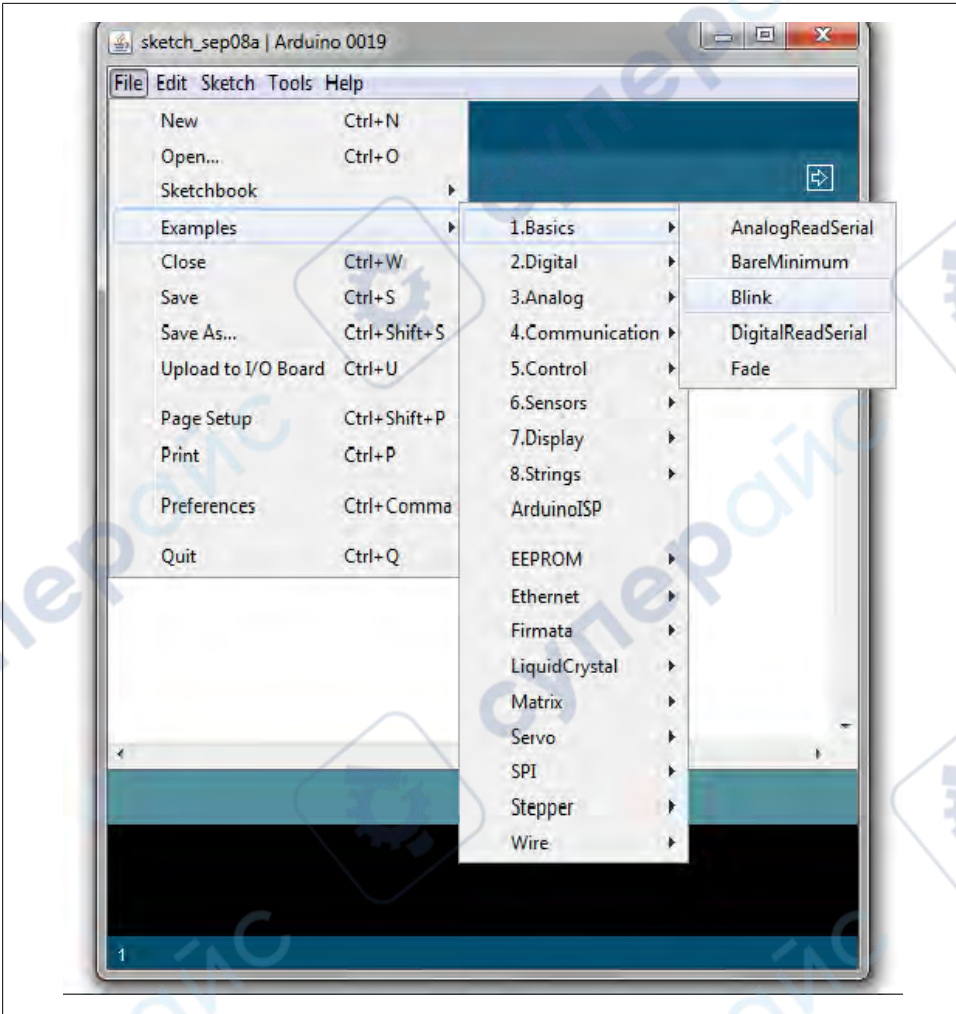 sketch_sep08a | Arduino 0019
File Edit Sketch Tools Help
New Ctrl+N
Open... Ctrl+O
Sketchbook
Examples
Close Ctrl+W
Save Ctrl+S
Save As... Ctrl+Shift+S
Upload to I/O Board Ctrl+U
Page Setup Ctrl+Shift+P
Print Ctrl+P
Preferences Ctrl+Comma
Quit Ctrl+Q
1.Basics
2.Digital
3.Analog
4.Communication
5.Control
6.Sensors
7.Display
8.Strings
ArduinoISP
EEPROM
Ethernet
Firmata
LiquidCrystal
Matrix
Servo
SPI
Stepper
Wire
AnalogReadSerial
BareMinimum
Blink
DigitalReadSerial
Fade
1